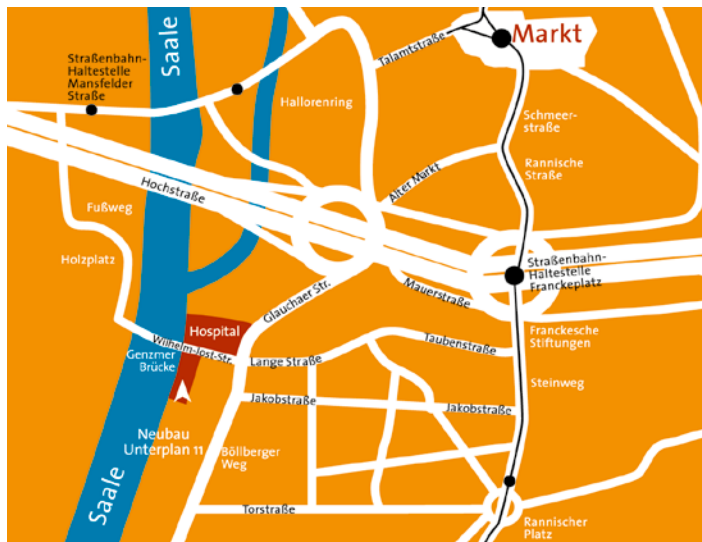 Saale
Markt
Talamtstraße
Straßenbahn-
Haltestelle
Mansfelder
Straße
Hallorenring
Schmeer-
straße
Rannische
Straße
Alter Markt
Hochstraße
Fußweg
Holzplatz
Straßenbahn-
Haltestelle
Franckeplatz
Mauerstraße
Glauchaer Str.
Hospital
Franckesche
Stiftungen
Wilhelm-Jost-Str.
Genzmer
Brücke
Lange Straße
Taubenstraße
Steinweg
Jakobstraße
Jakobstraße
Neubau
Unterplan 11
Böllberger
Weg
Saale
Torstraße
Rannischer
Platz